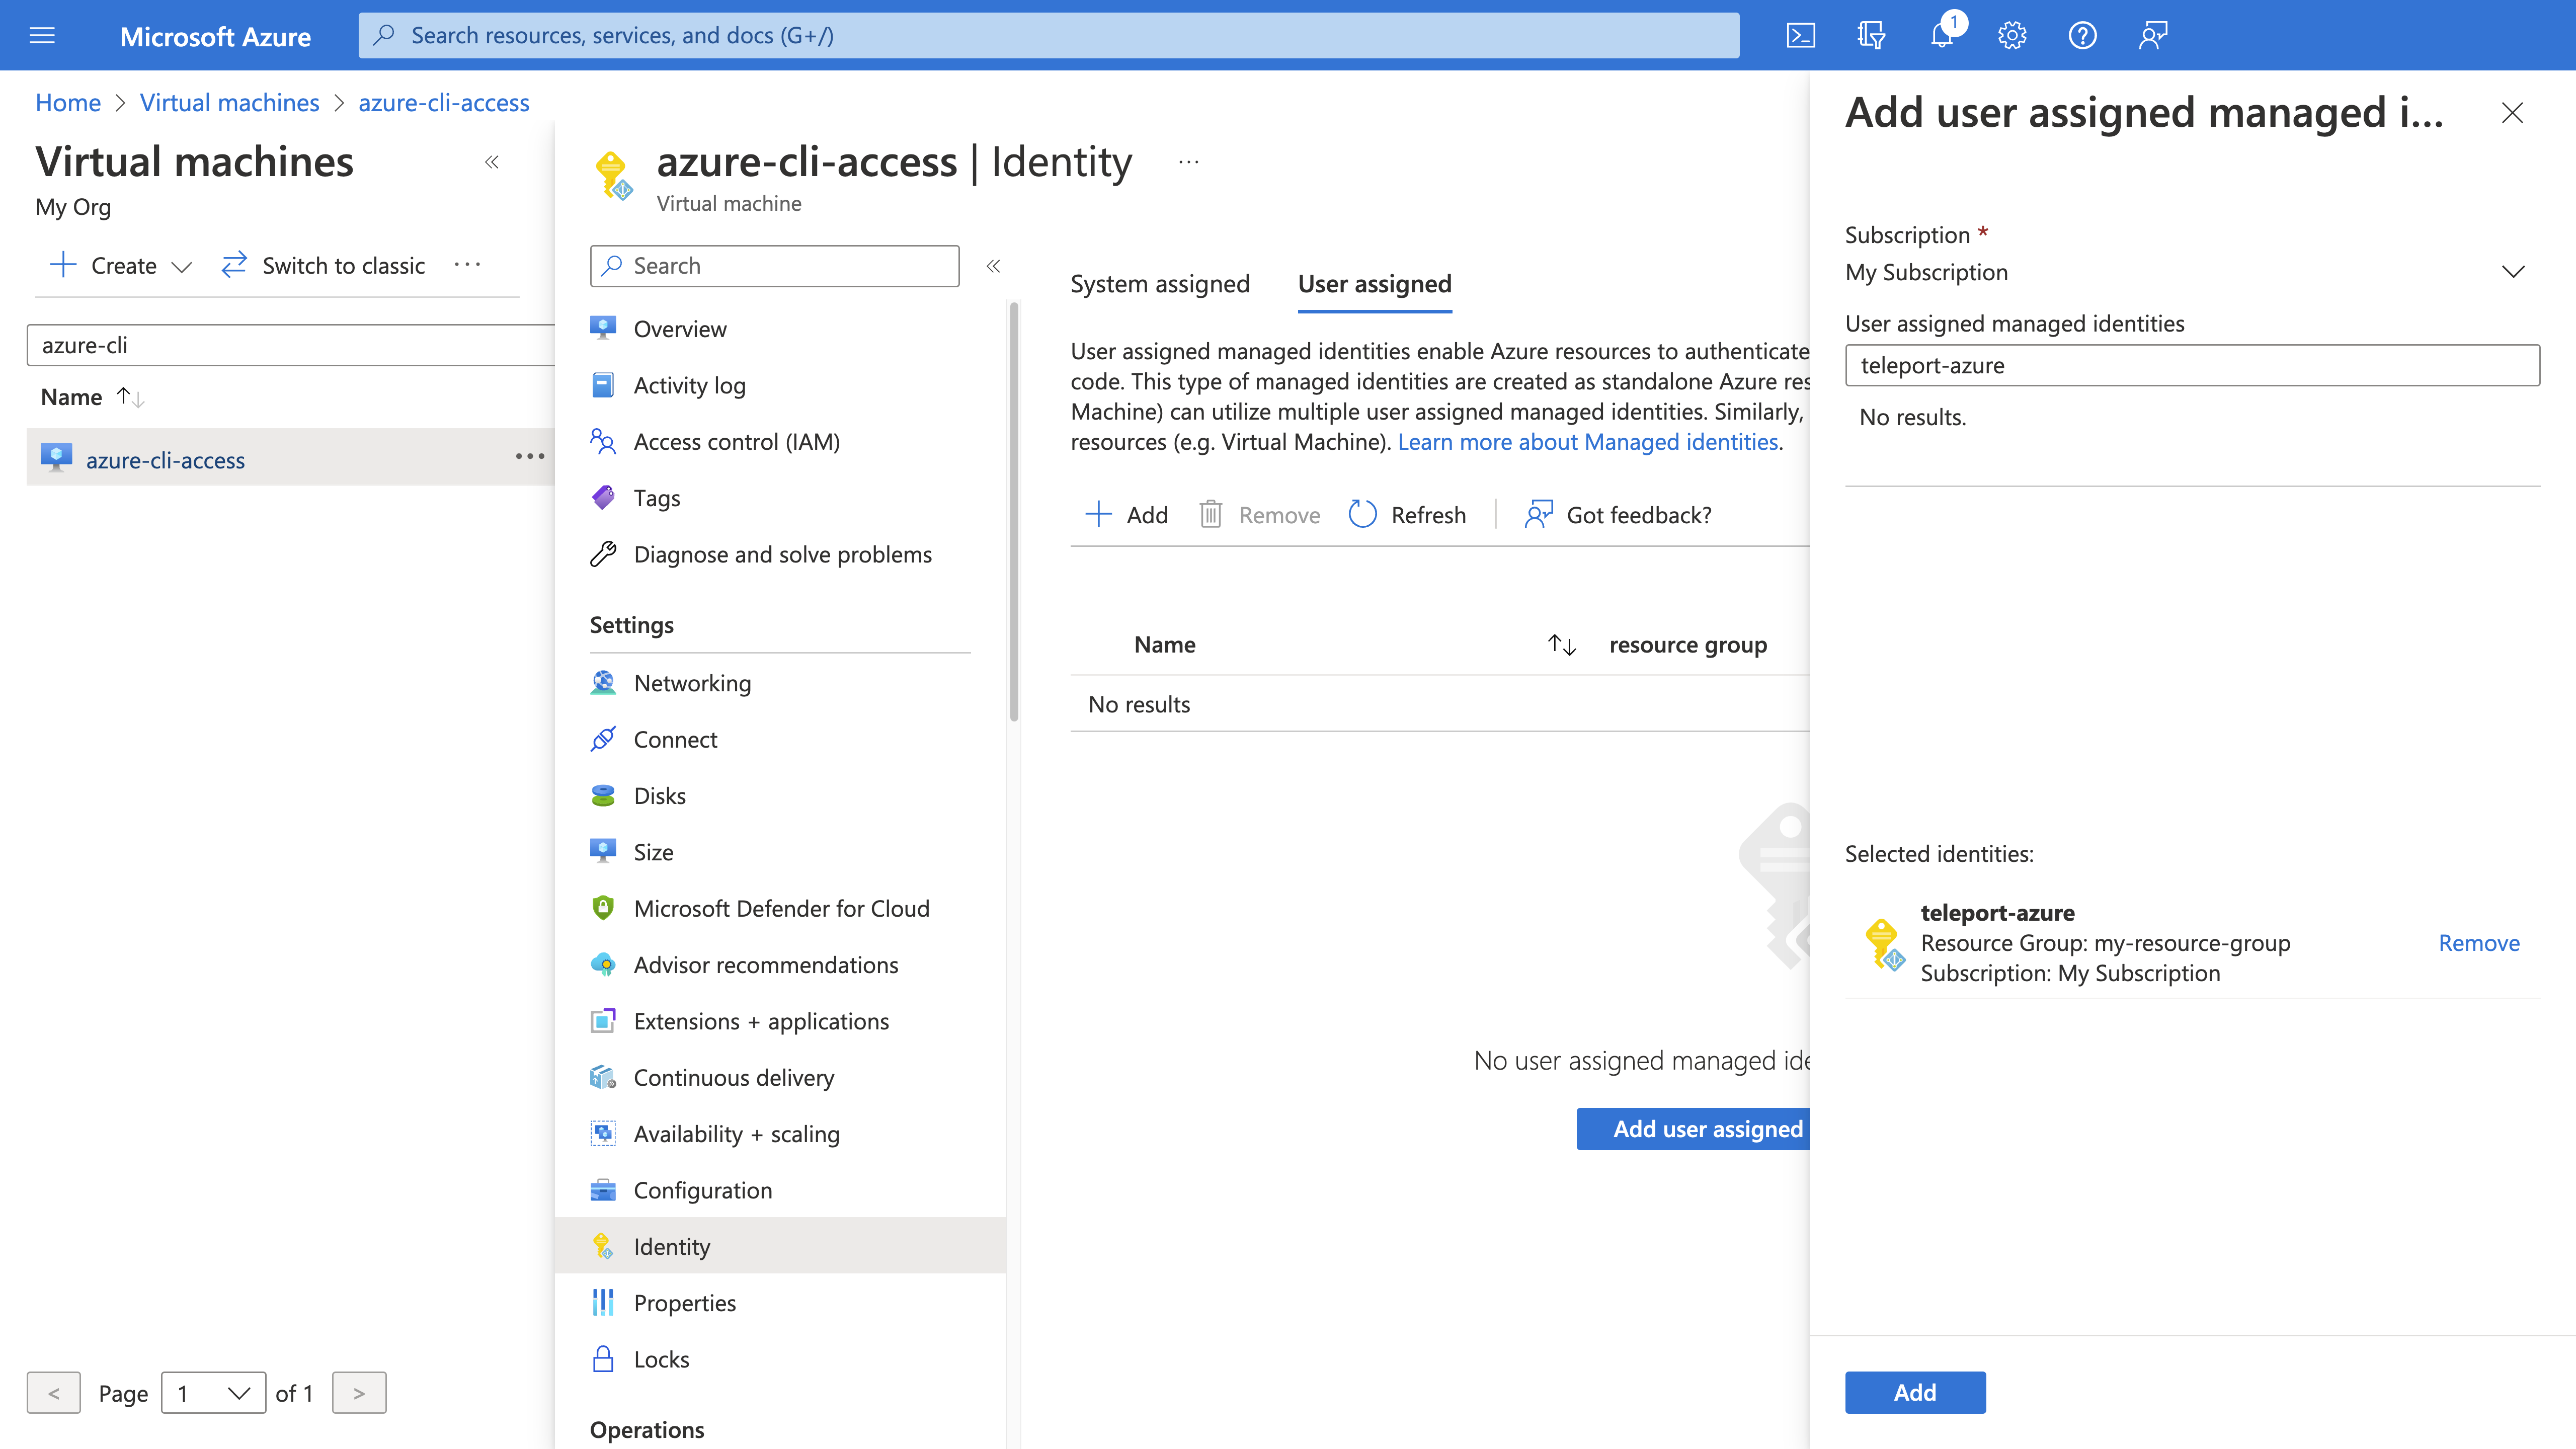 Microsoft Azure
Search resources, services, and docs (G+/)
1
Home > Virtual machines > azure-cli-access
Virtual machines
My Org
Create
Switch to classic
azure-cli
Name
azure-cli-access
< Page 1 of 1 >
azure-cli-access | Identity
Virtual machine
Search
Overview
Activity log
Access control (IAM)
Tags
Diagnose and solve problems
Settings
Networking
Connect
Disks
Size
Microsoft Defender for Cloud
Advisor recommendations
Extensions + applications
Continuous delivery
Availability + scaling
Configuration
Identity
Properties
Locks
Operations
System assigned
User assigned
User assigned managed identities enable Azure resources to authenticate
code. This type of managed identities are created as standalone Azure res
Machine) can utilize multiple user assigned managed identities. Similarly,
resources (e.g. Virtual Machine). Learn more about Managed identities.
Add
Remove
Refresh
Got feedback?
Name
resource group
No results
No user assigned managed ide
Add user assigned
Add user assigned managed i...
Subscription *
My Subscription
User assigned managed identities
teleport-azure
No results.
Selected identities:
teleport-azure
Resource Group: my-resource-group
Remove
Subscription: My Subscription
Add